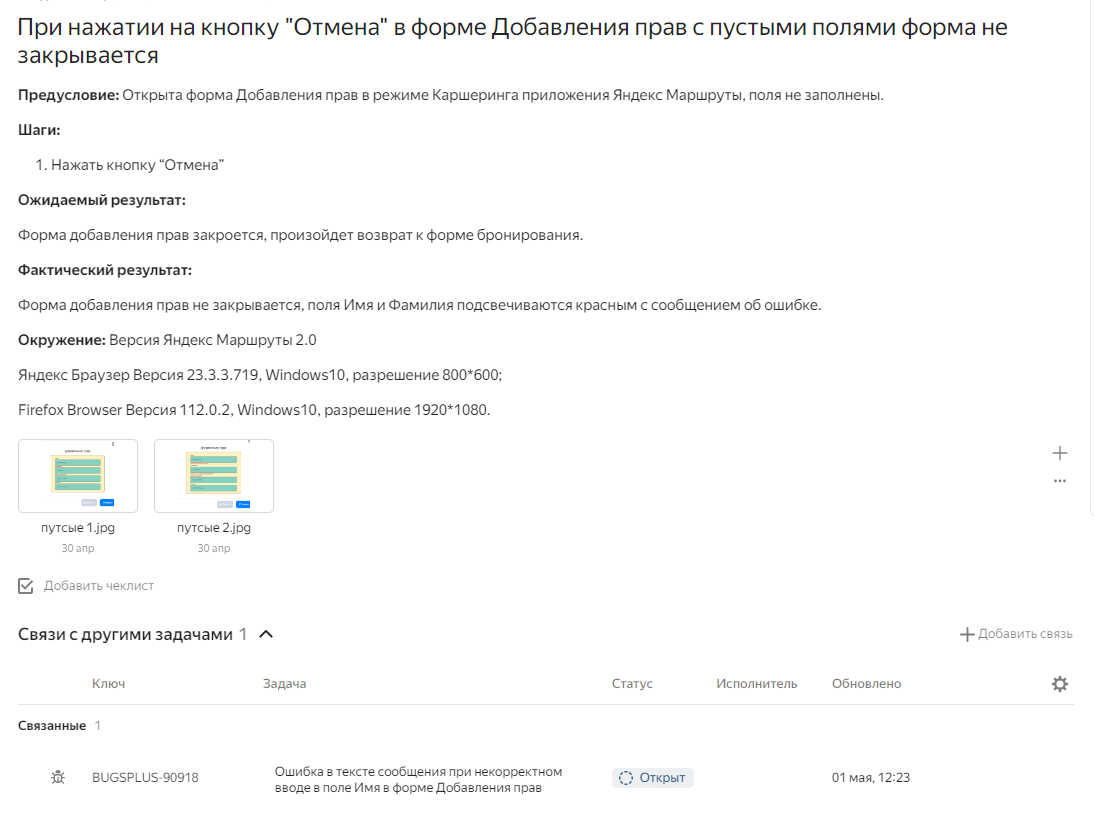 При нажатии на кнопку "Отмена" в форме Добавления прав с пустыми полями форма не
закрывается
Предусловие: Открыта форма Добавления прав в режиме Каршеринга приложения Яндекс Маршруты, поля не заполнены.
Шаги:
1. Нажать кнопку “Отмена”
Ожидаемый результат:
Форма добавления прав закроется, произойдет возврат к форме бронирования.
Фактический результат:
Форма добавления прав не закрывается, поля Имя и Фамилия подсвечиваются красным с сообщением об ошибке.
Окружение: Версия Яндекс Маршруты 2.0
Яндекс Браузер Версия 23.3.3.719, Windows10, разрешение 800*600;
Firefox Browser Версия 112.0.2, Windows10, разрешение 1920*1080.
путсые 1.jpg путсые 2.jpg
30 апр 30 апр
Добавить чеклист
Связи с другими задачами 1 Добавить связь
Ключ Задача Статус Исполнитель Обновлено
Связанные 1
BUGSPLUS-90918 Ошибка в тексте сообщения при некорректном Открыт 01 мая, 12:23
вводе в поле Имя в форме Добавления прав